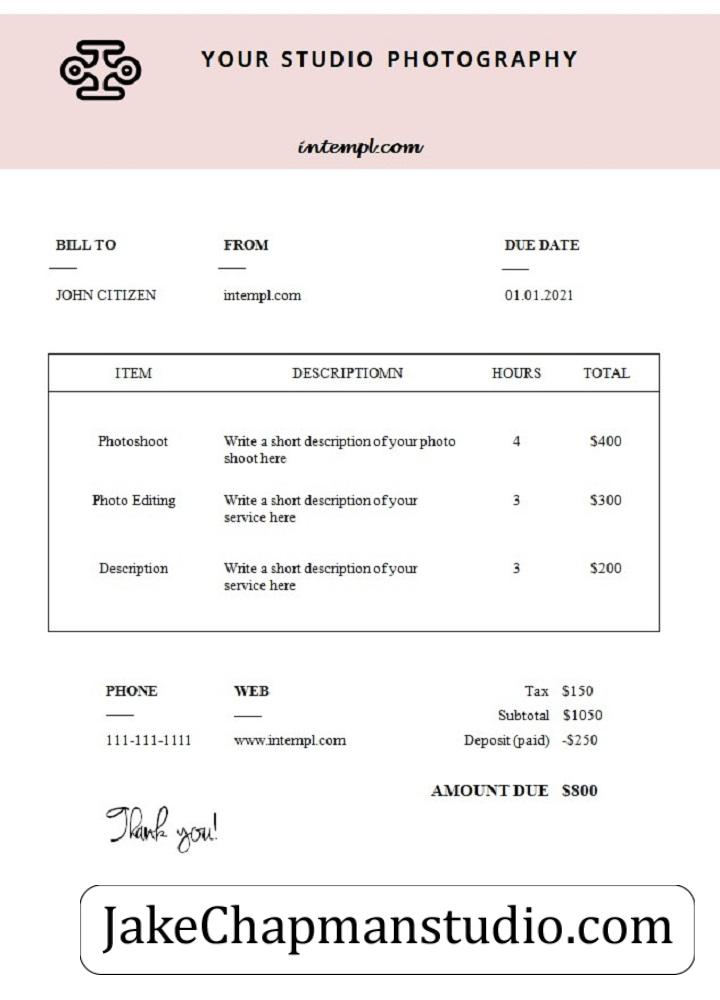 YOUR STUDIO PHOTOGRAPHY
intempl.com
BILL TO FROM DUE DATE
JOHN CITIZEN intempl.com 01.01.2021
ITEM DESCRIPTIOMN HOURS TOTAL
Photoshoot Write a short description of your photo 4 $400
shoot here
Photo Editing Write a short description of your 3 $300
service here
Description Write a short description of your 3 $200
service here
PHONE WEB Tax $150
Subtotal $1050
111-111-1111 www.intempl.com Deposit (paid) -$250
AMOUNT DUE $800
Thank you!
JakeChapmanstudio.com